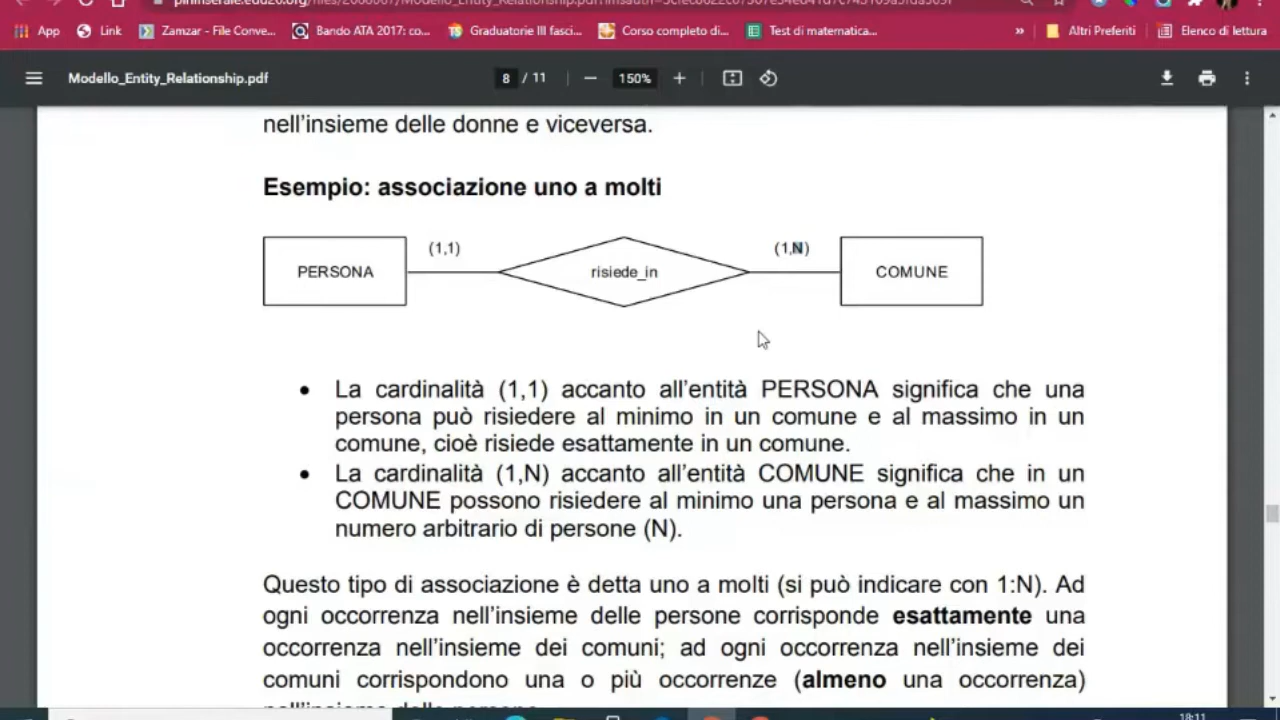 App Link Zamzar - File Conve... Bando ATA 2017: co... Graduatorie III fasci... Corso completo di... Test di matematica... » Altri Preferiti Elenco di lettura
Modello_Entity_Relationship.pdf 8 / 11 — 150% +
nell'insieme delle donne e viceversa.
Esempio: associazione uno a molti
PERSONA (1,1) risiede_in (1,N) COMUNE
• La cardinalità (1,1) accanto all'entità PERSONA significa che una
persona può risiedere al minimo in un comune e al massimo in un
comune, cioè risiede esattamente in un comune.
• La cardinalità (1,N) accanto all'entità COMUNE significa che in un
COMUNE possono risiedere al minimo una persona e al massimo un
numero arbitrario di persone (N).
Questo tipo di associazione è detta uno a molti (si può indicare con 1:N). Ad
ogni occorrenza nell'insieme delle persone corrisponde esattamente una
occorrenza nell'insieme dei comuni; ad ogni occorrenza nell'insieme dei
comuni corrispondono una o più occorrenze (almeno una occorrenza)
nell'insieme delle persone.
18:11